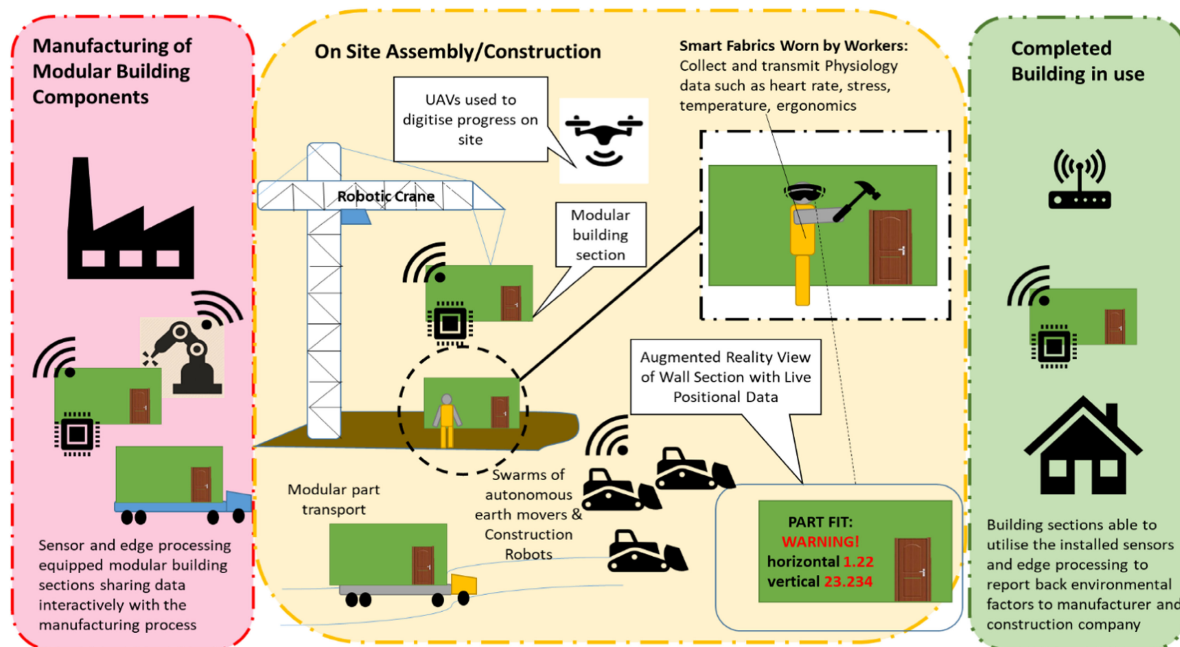 Manufacturing of
Modular Building
Components
Sensor and edge processing
equipped modular building
sections sharing data
interactively with the
manufacturing process
On Site Assembly/Construction
UAVs used to
digitise progress on
site
Robotic Crane
Modular
building
section
Smart Fabrics Worn by Workers:
Collect and transmit Physiology
data such as heart rate, stress,
temperature, ergonomics
Augmented Reality View
of Wall Section with Live
Positional Data
Modular part
transport
Swarms of
autonomous
earth movers &
Construction
Robots
PART FIT:
WARNING!
horizontal 1.22
vertical 23.234
Completed
Building in use
Building sections able to
utilise the installed sensors
and edge processing to
report back environmental
factors to manufacturer and
construction company